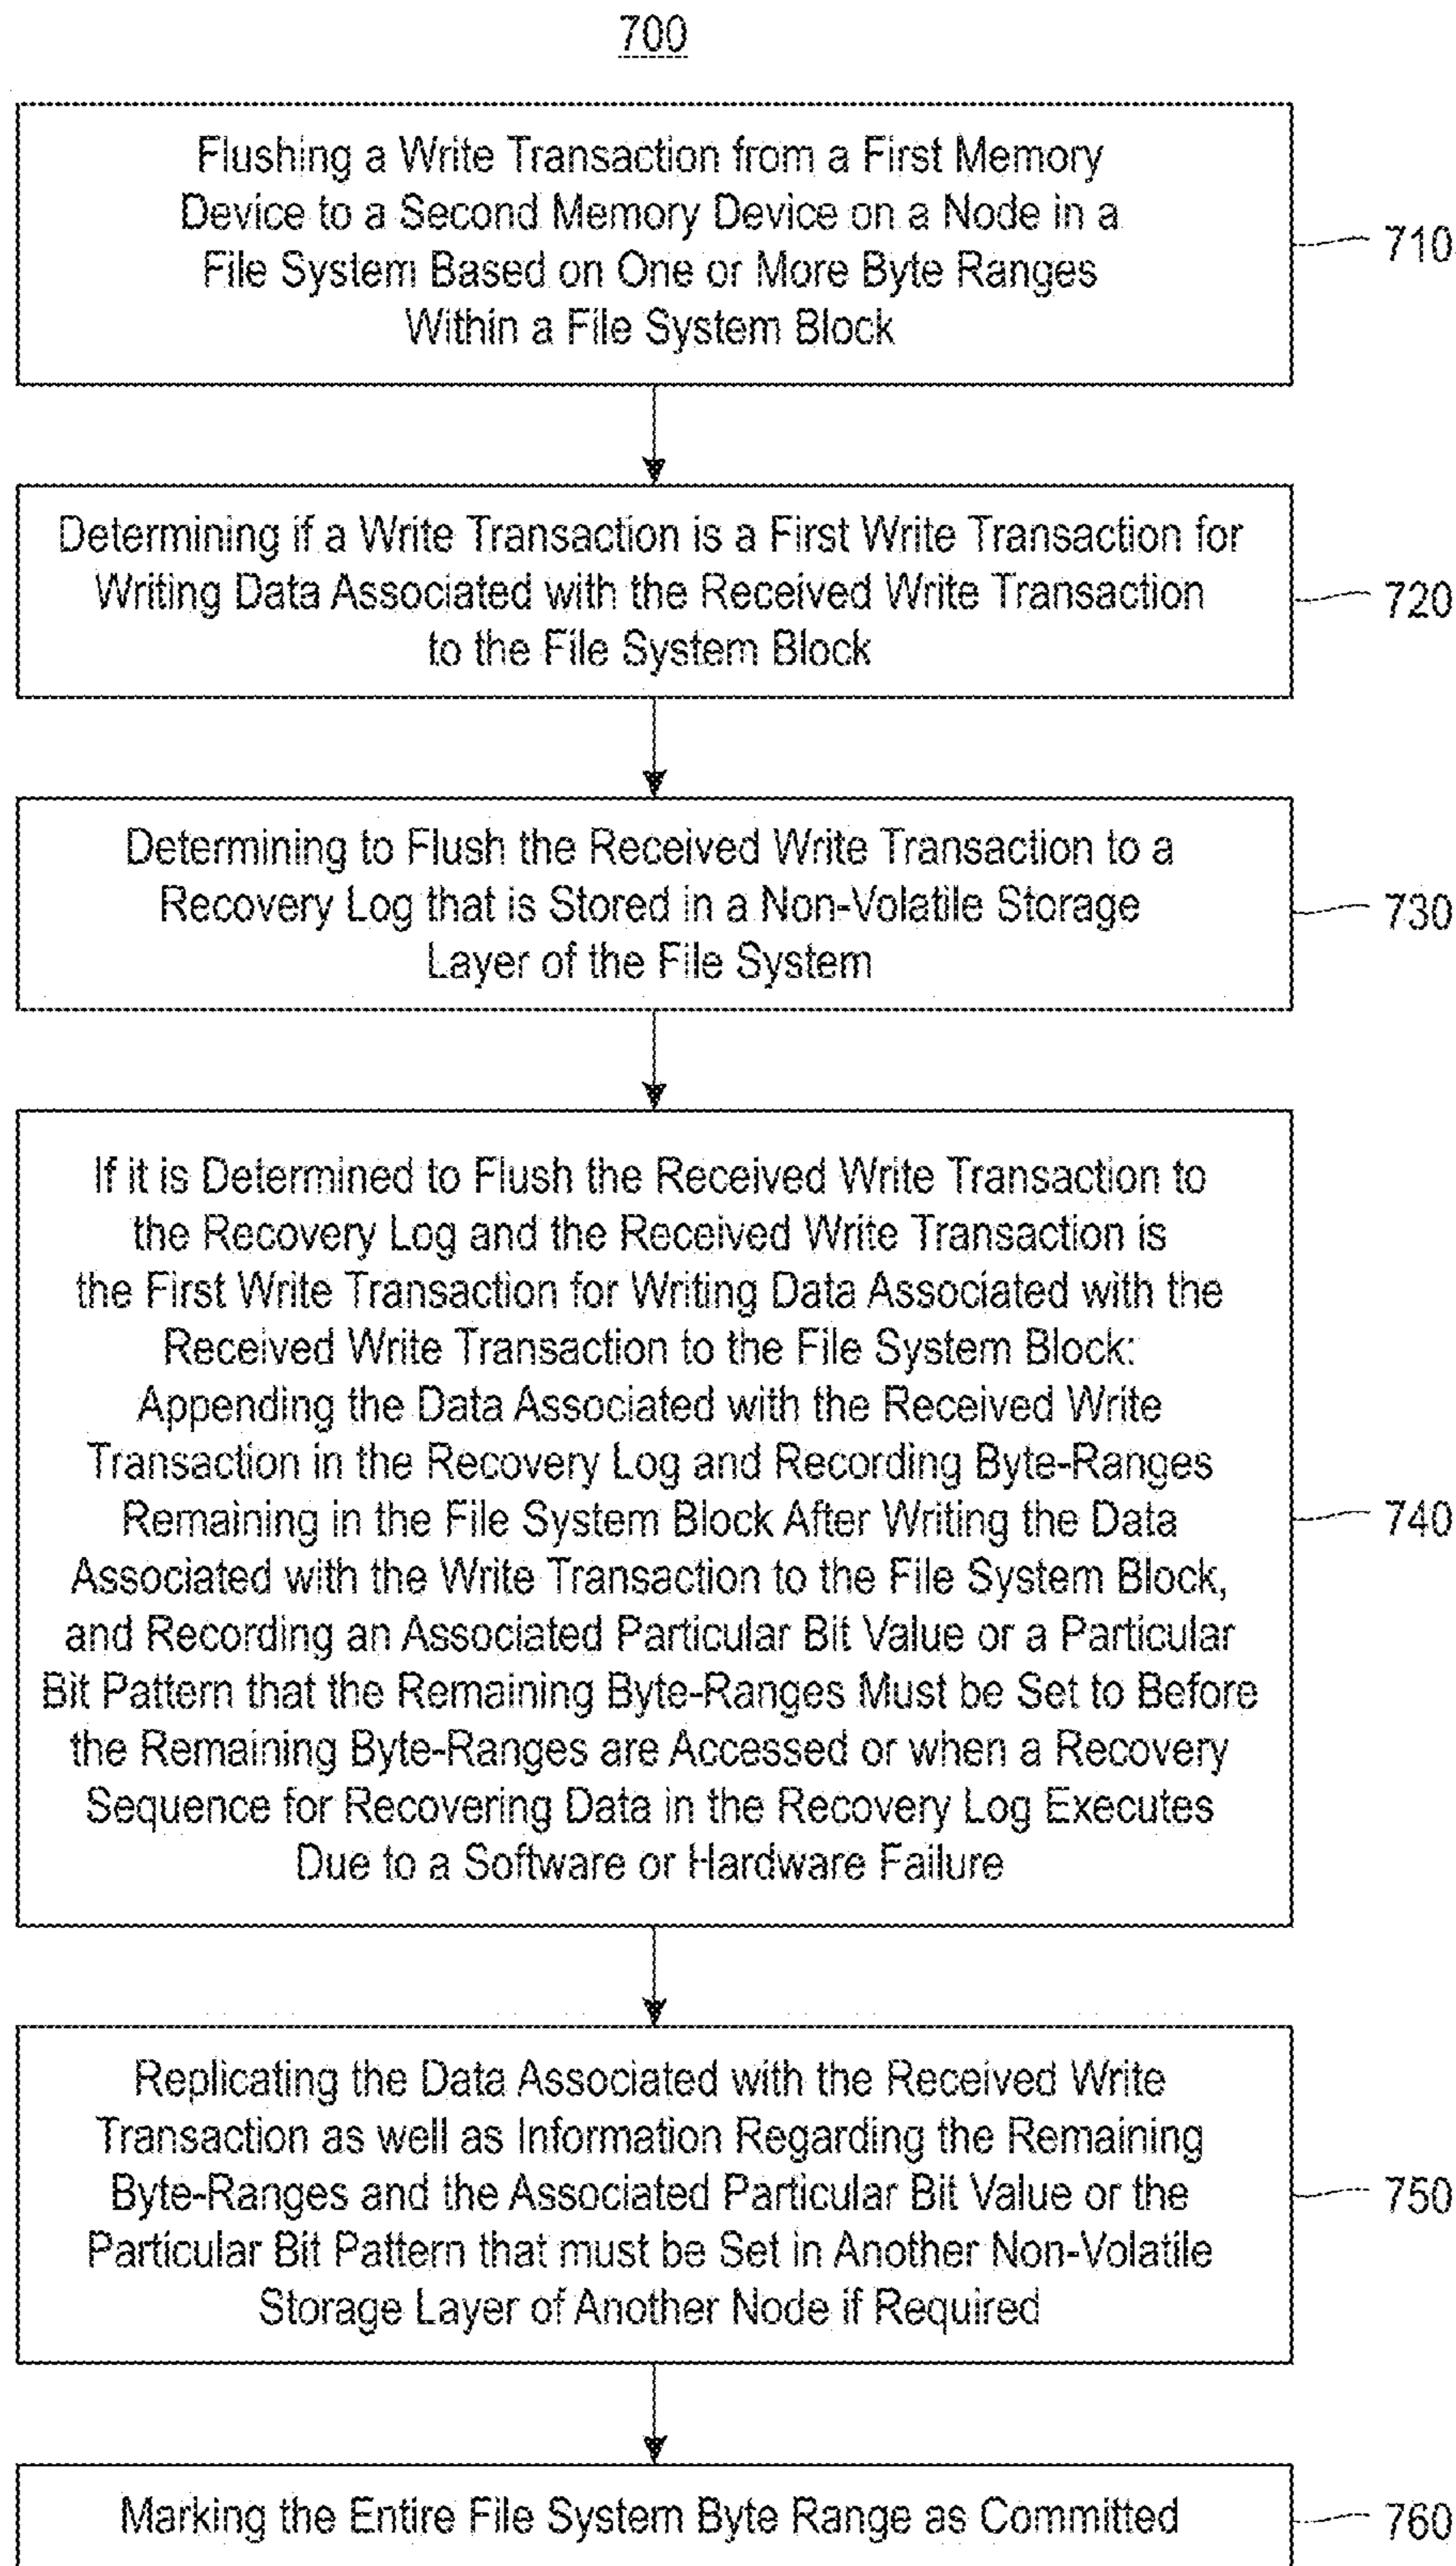 700
Flushing a Write Transaction from a First Memory
Device to a Second Memory Device on a Node in a
File System Based on One or More Byte Ranges
Within a File System Block
710
Determining if a Write Transaction is a First Write Transaction for
Writing Data Associated with the Received Write Transaction
to the File System Block
720
Determining to Flush the Received Write Transaction to a
Recovery Log that is Stored in a Non-Volatile Storage
Layer of the File System
730
If it is Determined to Flush the Received Write Transaction to
the Recovery Log and the Received Write Transaction is
the First Write Transaction for Writing Data Associated with the
Received Write Transaction to the File System Block:
Appending the Data Associated with the Received Write
Transaction in the Recovery Log and Recording Byte-Ranges
Remaining in the File System Block After Writing the Data
Associated with the Write Transaction to the File System Block,
and Recording an Associated Particular Bit Value or a Particular
Bit Pattern that the Remaining Byte-Ranges Must be Set to Before
the Remaining Byte-Ranges are Accessed or when a Recovery
Sequence for Recovering Data in the Recovery Log Executes
Due to a Software or Hardware Failure
740
Replicating the Data Associated with the Received Write
Transaction as well as Information Regarding the Remaining
Byte-Ranges and the Associated Particular Bit Value or the
Particular Bit Pattern that must be Set in Another Non-Volatile
Storage Layer of Another Node if Required
750
Marking the Entire File System Byte Range as Committed
760